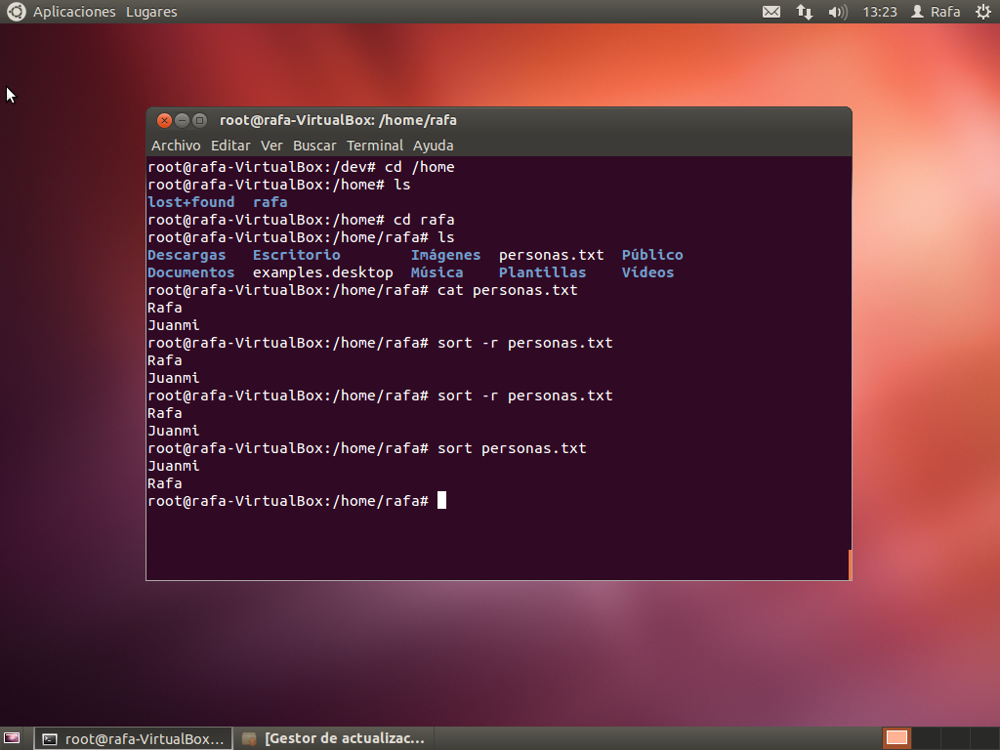 Aplicaciones Lugares 13:23 Rafa
root@rafa-VirtualBox: /home/rafa
Archivo Editar Ver Buscar Terminal Ayuda
root@rafa-VirtualBox:/dev# cd /home
root@rafa-VirtualBox:/home# ls
lost+found rafa
root@rafa-VirtualBox:/home# cd rafa
root@rafa-VirtualBox:/home/rafa# ls
Descargas Escritorio Imágenes personas.txt Público
Documentos examples.desktop Música Plantillas Vídeos
root@rafa-VirtualBox:/home/rafa# cat personas.txt
Rafa
Juanmi
root@rafa-VirtualBox:/home/rafa# sort -r personas.txt
Rafa
Juanmi
root@rafa-VirtualBox:/home/rafa# sort -r personas.txt
Rafa
Juanmi
root@rafa-VirtualBox:/home/rafa# sort personas.txt
Juanmi
Rafa
root@rafa-VirtualBox:/home/rafa#
root@rafa-VirtualBox... [Gestor de actualizac...